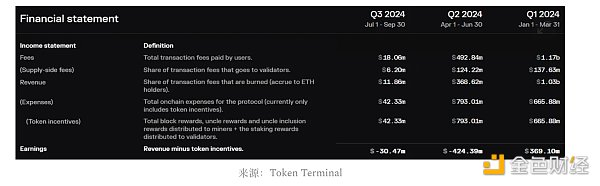 Financial statement Q3 2024 Q2 2024 Q1 2024
Jul 1 - Sep 30 Apr 1 - Jun 30 Jan 1 - Mar 31
Income statement Definition
Fees Total transaction fees paid by users. $18.06m $492.84m $1.17b
(Supply-side fees) Share of transaction fees that goes to validators. $6.20m $124.22m $137.63m
Revenue Share of transaction fees that are burned (accrue to ETH $11.86m $368.62m $1.03b
holders).
(Expenses) Total onchain expenses for the protocol (currently only $42.33m $793.01m $665.88m
includes token incentives).
(Token incentives) Total block rewards, uncle rewards and uncle inclusion $42.33m $793.01m $665.88m
rewards distributed to miners + the staking rewards
distributed to validators.
Earnings Revenue minus token incentives. $ -30.47m $ -424.39m $369.10m
来源：Token Terminal
金色财经